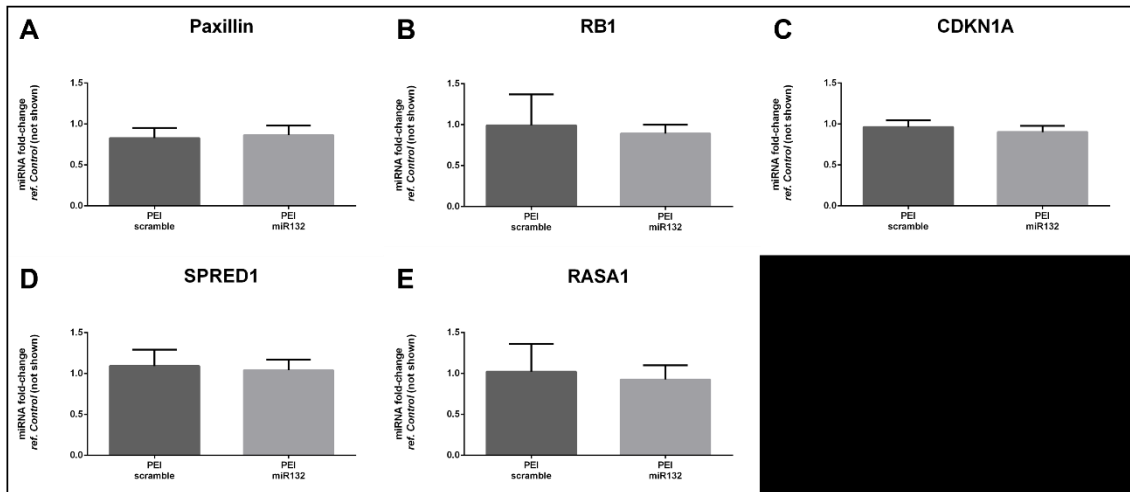 A
Paxillin
miRNA fold-change
ref. Control (not shown)
1.5
1.0
0.5
0.0
PEI
scramble
PEI
miR132
B
RB1
miRNA fold-change
ref. Control (not shown)
1.5
1.0
0.5
0.0
PEI
scramble
PEI
miR132
C
CDKN1A
miRNA fold-change
ref. Control (not shown)
1.5
1.0
0.5
0.0
PEI
scramble
PEI
miR132
D
SPRED1
miRNA fold-change
ref. Control (not shown)
1.5
1.0
0.5
0.0
PEI
scramble
PEI
miR132
E
RASA1
miRNA fold-change
ref. Control (not shown)
1.5
1.0
0.5
0.0
PEI
scramble
PEI
miR132